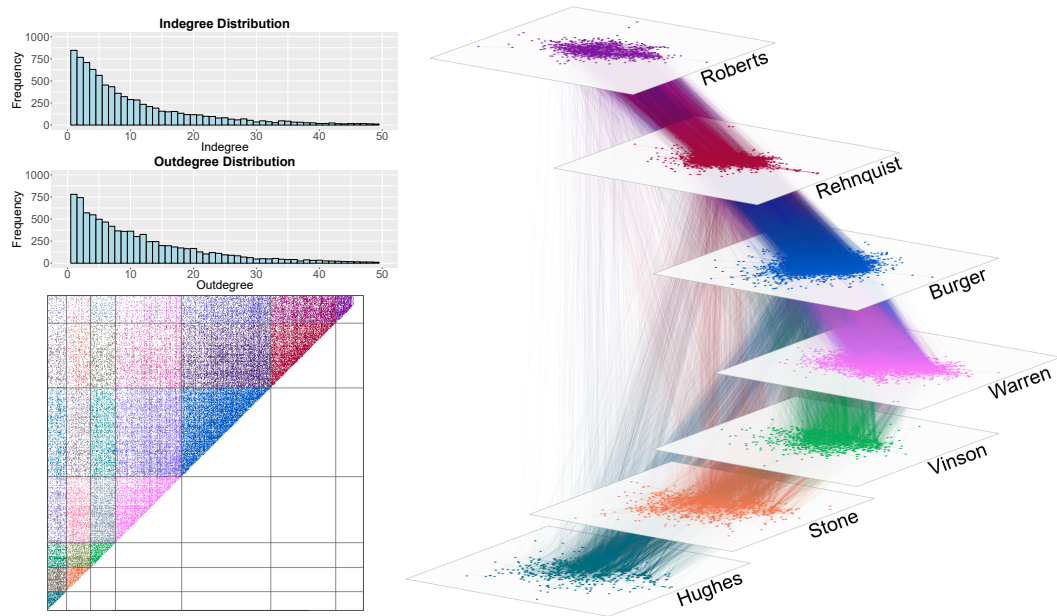 Indegree Distribution
1000
750
500
250
0
Frequency
0 10 20 30 40 50
Indegree
Outdegree Distribution
1000
750
500
250
0
Frequency
0 10 20 30 40 50
Outdegree
Roberts
Rehnquist
Burger
Warren
Vinson
Stone
Hughes